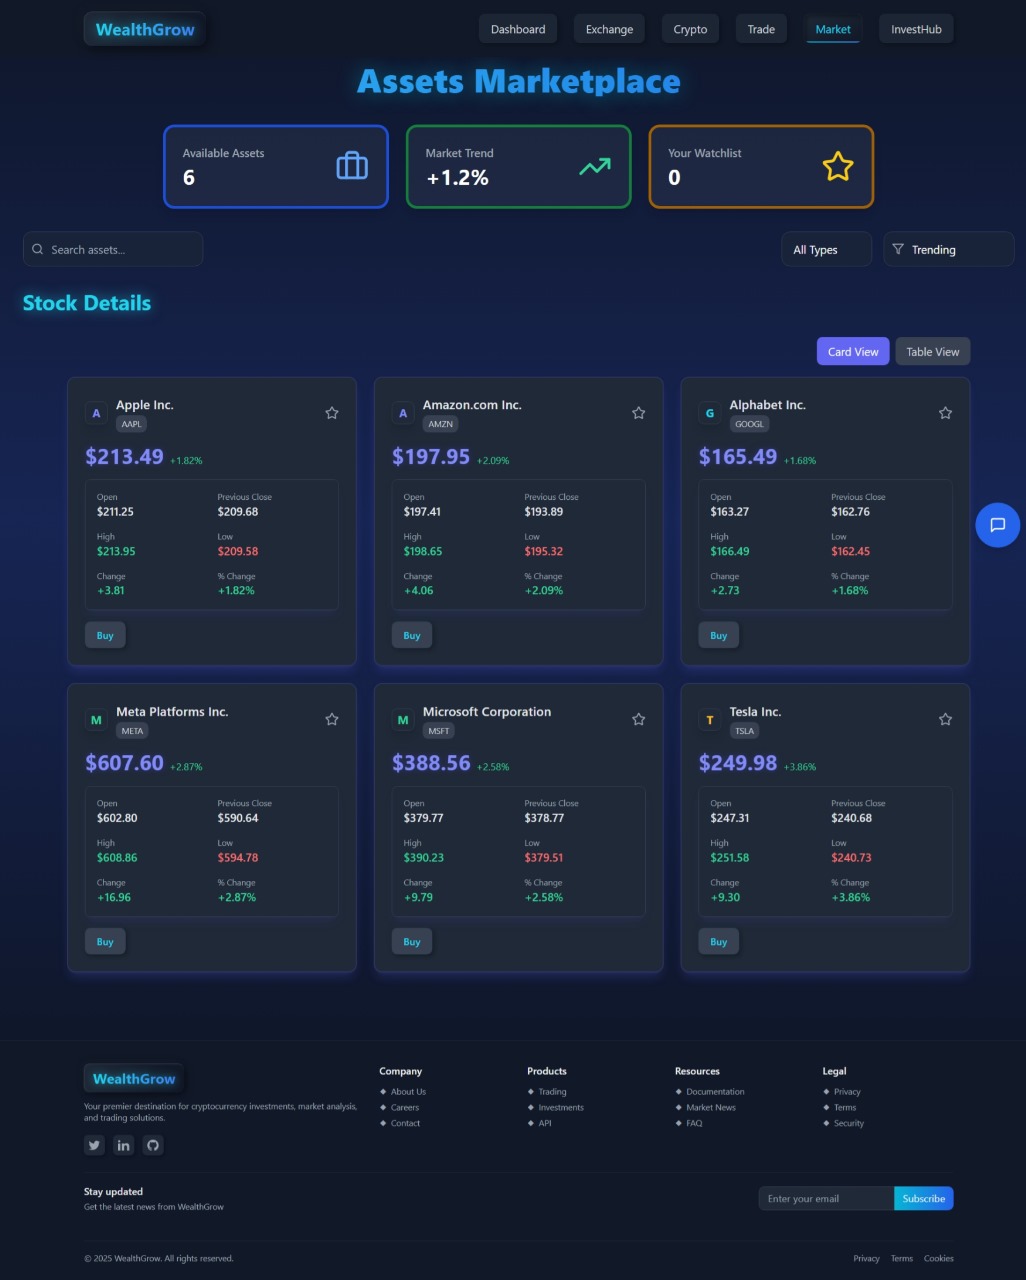 WealthGrow
Dashboard Exchange Crypto Trade Market InvestHub
Assets Marketplace
Available Assets
6
Market Trend
+1.2%
Your Watchlist
0
Search assets...
All Types
Trending
Stock Details
Card View Table View
A Apple Inc.
AAPL
$213.49 +1.82%
Open Previous Close
$211.25 $209.68
High Low
$213.95 $209.58
Change % Change
+3.81 +1.82%
Buy
A Amazon.com Inc.
AMZN
$197.95 +2.09%
Open Previous Close
$197.41 $193.89
High Low
$198.65 $195.32
Change % Change
+4.06 +2.09%
Buy
G Alphabet Inc.
GOOGL
$165.49 +1.68%
Open Previous Close
$163.27 $162.76
High Low
$166.49 $162.45
Change % Change
+2.73 +1.68%
Buy
M Meta Platforms Inc.
META
$607.60 +2.87%
Open Previous Close
$602.80 $590.64
High Low
$608.86 $594.78
Change % Change
+16.96 +2.87%
Buy
M Microsoft Corporation
MSFT
$388.56 +2.58%
Open Previous Close
$379.77 $378.77
High Low
$390.23 $379.51
Change % Change
+9.79 +2.58%
Buy
T Tesla Inc.
TSLA
$249.98 +3.86%
Open Previous Close
$247.31 $240.68
High Low
$251.58 $240.73
Change % Change
+9.30 +3.86%
Buy
WealthGrow
Your premier destination for cryptocurrency investments, market analysis,
and trading solutions.
in
Company
About Us
Careers
Contact
Products
Trading
Investments
API
Resources
Documentation
Market News
FAQ
Legal
Privacy
Terms
Security
Stay updated
Get the latest news from WealthGrow
Enter your email Subscribe
© 2025 WealthGrow. All rights reserved.
Privacy Terms Cookies